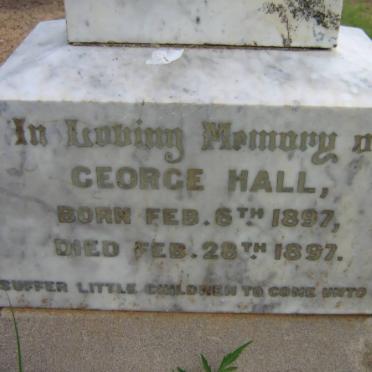 In Loving Memory o
GEORGE HALL,
BORN FEB. 6TH 1897,
DIED FEB. 28TH 1897.
SUFFER LITTLE CHILDREN TO COME UNTO